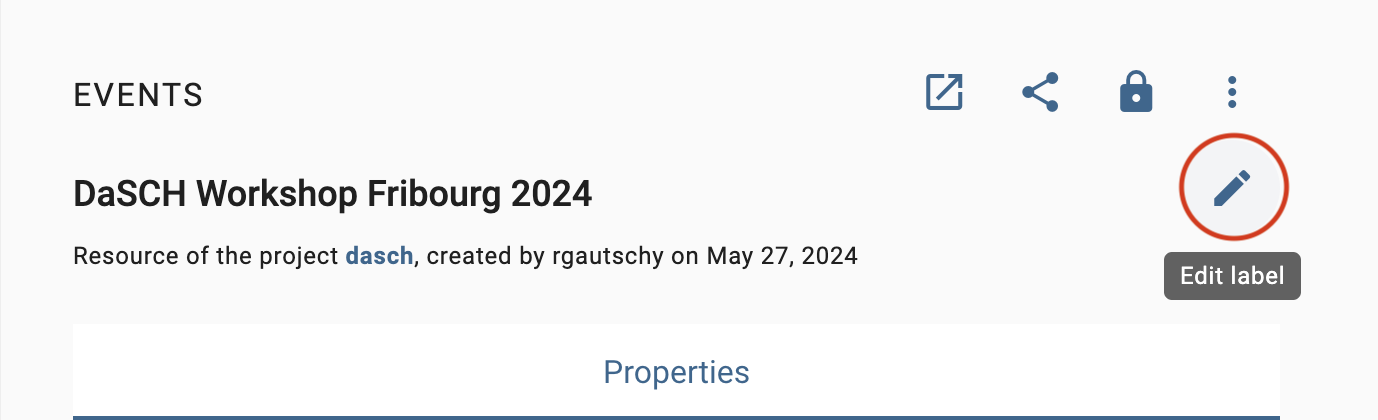 EVENTS
DaSCH Workshop Fribourg 2024
Resource of the project dasch, created by rgautschy on May 27, 2024
Edit label
Properties